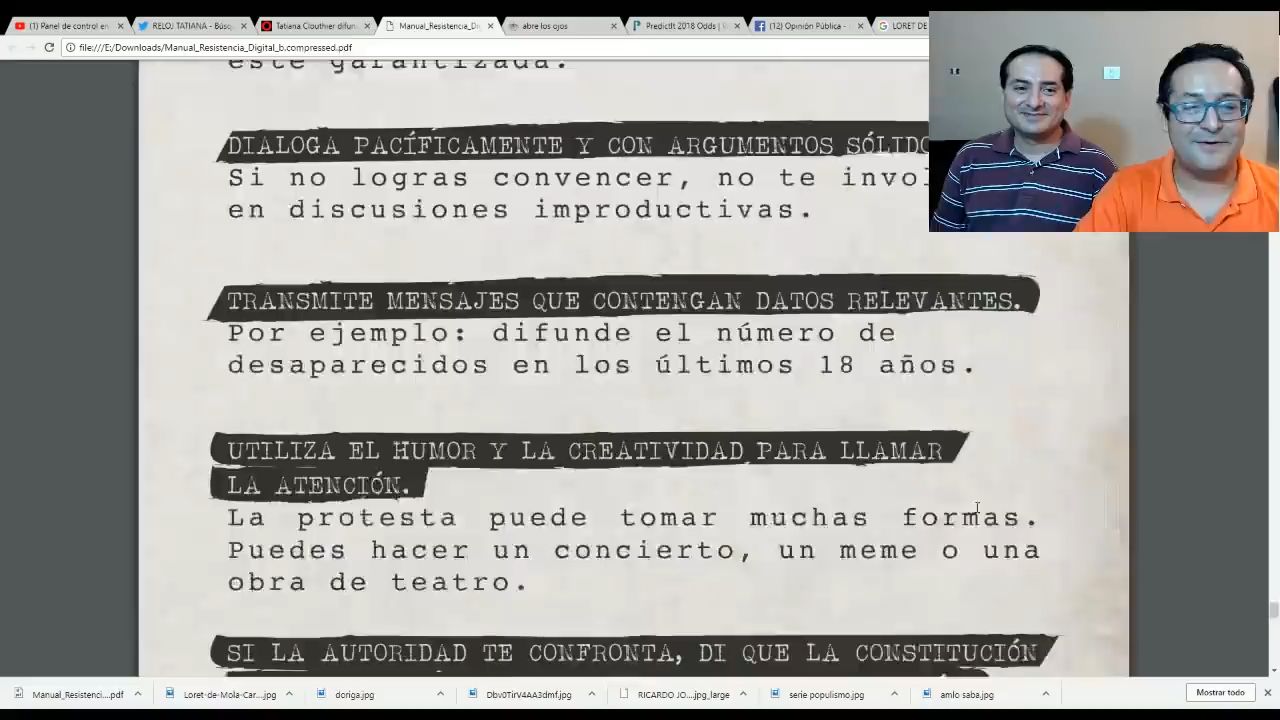 (1) Panel de control en
RELOJ TATIANA - Búsq
Tatiana Clouthier difun
Manual_Resistencia_Dig
abre los ojos
PredictIt 2018 Odds |
(12) Opinión Pública -
LORET DE
file:///E:/Downloads/Manual_Resistencia_Digital_b.compressed.pdf
esté garantizada.
DIALOGA PACÍFICAMENTE Y CON ARGUMENTOS SÓLIDO
Si no logras convencer, no te invol
en discusiones improductivas.
TRANSMITE MENSAJES QUE CONTENGAN DATOS RELEVANTES.
Por ejemplo: difunde el número de
desaparecidos en los últimos 18 años.
UTILIZA EL HUMOR Y LA CREATIVIDAD PARA LLAMAR
LA ATENCIÓN.
La protesta puede tomar muchas formas.
Puedes hacer un concierto, un meme o una
obra de teatro.
SI LA AUTORIDAD TE CONFRONTA, DI QUE LA CONSTITUCIÓN
Manual_Resistenci....pdf
Loret-de-Mola-Car...jpg
doriga.jpg
Dbv0TirV4AA3dmf.jpg
RICARDO JO....jpg_large
serie populismo.jpg
amlo saba.jpg
Mostrar todo